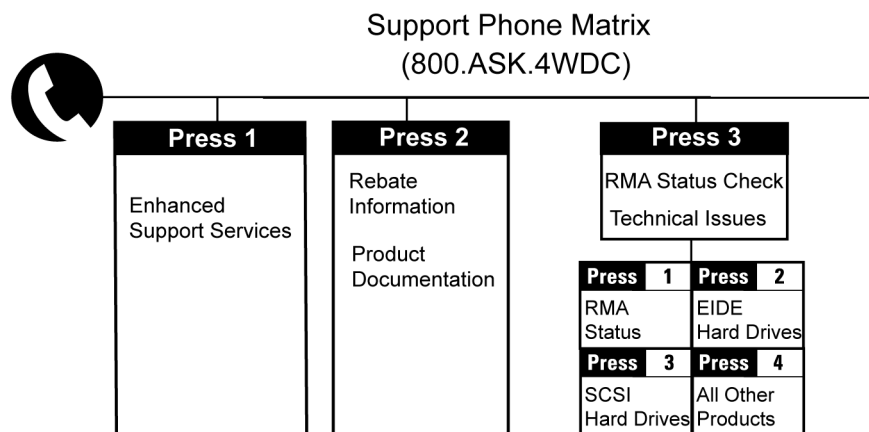 Support Phone Matrix
(800.ASK.4WDC)
Press 1
Enhanced
Support Services
Press 2
Rebate
Information
Product
Documentation
Press 3
RMA Status Check
Technical Issues
Press 1
RMA
Status
Press 2
EIDE
Hard Drives
Press 3
SCSI
Hard Drives
Press 4
All Other
Products